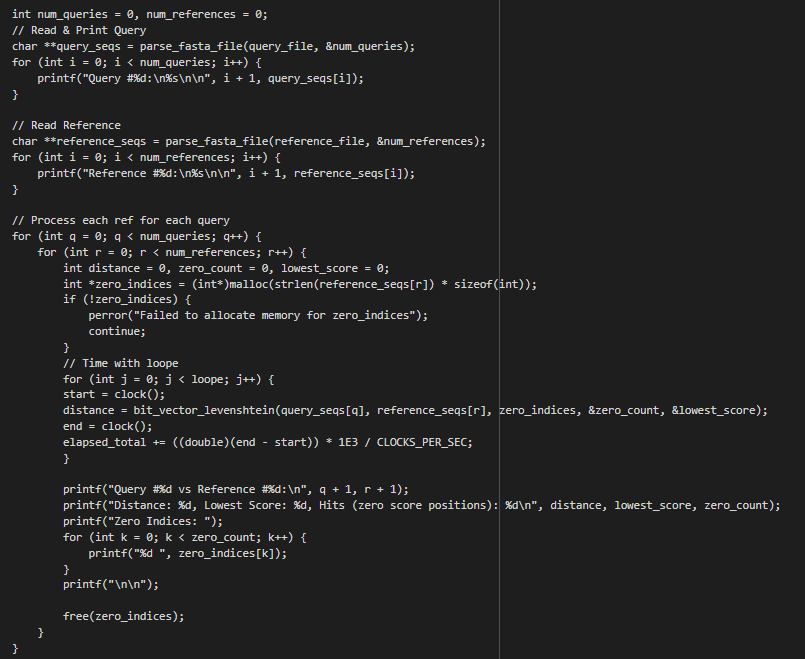 int num_queries = 0, num_references = 0;
// Read & Print Query
char **query_seqs = parse_fasta_file(query_file, &num_queries);
for (int i = 0; i < num_queries; i++) {
    printf("Query #%d:\n%s\n\n", i + 1, query_seqs[i]);
}

// Read Reference
char **reference_seqs = parse_fasta_file(reference_file, &num_references);
for (int i = 0; i < num_references; i++) {
    printf("Reference #%d:\n%s\n\n", i + 1, reference_seqs[i]);
}

// Process each ref for each query
for (int q = 0; q < num_queries; q++) {
    for (int r = 0; r < num_references; r++) {
        int distance = 0, zero_count = 0, lowest_score = 0;
        int *zero_indices = (int*)malloc(strlen(reference_seqs[r]) * sizeof(int));
        if (!zero_indices) {
            perror("Failed to allocate memory for zero_indices");
            continue;
        }
        // Time with loope
        for (int j = 0; j < loope; j++) {
        start = clock();
        distance = bit_vector_levenshtein(query_seqs[q], reference_seqs[r], zero_indices, &zero_count, &lowest_score);
        end = clock();
        elapsed_total += ((double)(end - start)) * 1E3 / CLOCKS_PER_SEC;
        }

        printf("Query #%d vs Reference #%d:\n", q + 1, r + 1);
        printf("Distance: %d, Lowest Score: %d, Hits (zero score positions): %d\n", distance, lowest_score, zero_count);
        printf("Zero Indices: ");
        for (int k = 0; k < zero_count; k++) {
            printf("%d ", zero_indices[k]);
        }
        printf("\n\n");

        free(zero_indices);
    }
}